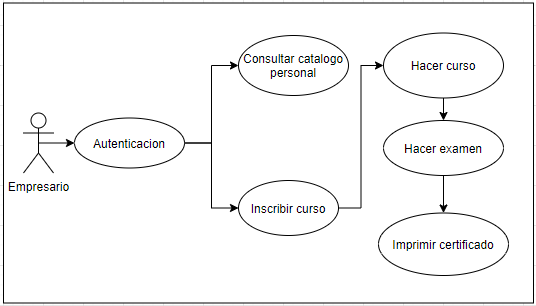 Empresario
Autenticacion
Consultar catalogo
personal
Inscribir curso
Hacer curso
Hacer examen
Imprimir certificado